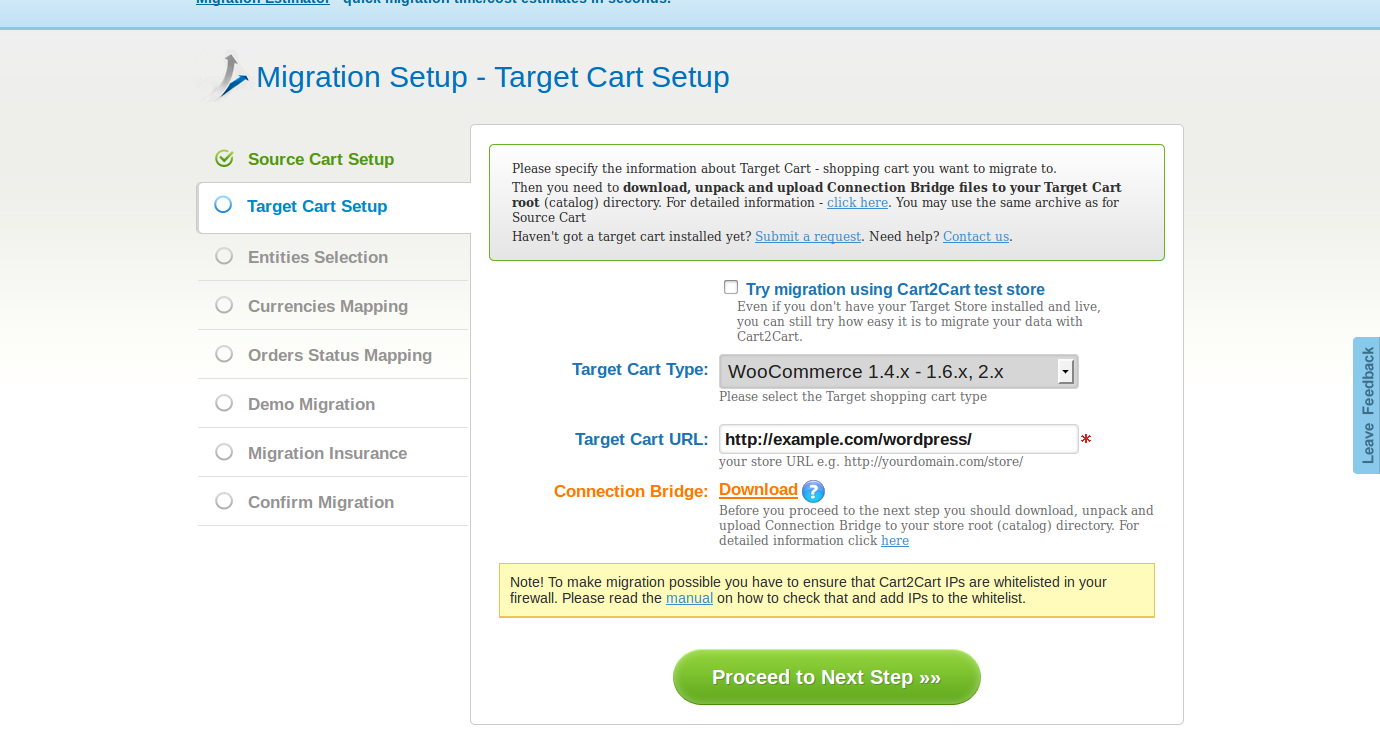 Migration Estimator - quick migration time/cost estimates in seconds.
Migration Setup - Target Cart Setup
Source Cart Setup
Target Cart Setup
Entities Selection
Currencies Mapping
Orders Status Mapping
Demo Migration
Migration Insurance
Confirm Migration
Please specify the information about Target Cart - shopping cart you want to migrate to.
Then you need to download, unpack and upload Connection Bridge files to your Target Cart
root (catalog) directory. For detailed information - click here. You may use the same archive as for
Source Cart
Haven't got a target cart installed yet? Submit a request. Need help? Contact us.
Try migration using Cart2Cart test store
Even if you don't have your Target Store installed and live,
you can still try how easy it is to migrate your data with
Cart2Cart.
Target Cart Type: WooCommerce 1.4.x - 1.6.x, 2.x
Please select the Target shopping cart type
Target Cart URL: http://example.com/wordpress/ *
your store URL e.g. http://yourdomain.com/store/
Connection Bridge: Download ?
Before you proceed to the next step you should download, unpack and
upload Connection Bridge to your store root (catalog) directory. For
detailed information click here
Note! To make migration possible you have to ensure that Cart2Cart IPs are whitelisted in your
firewall. Please read the manual on how to check that and add IPs to the whitelist.
Proceed to Next Step »»
Leave Feedback